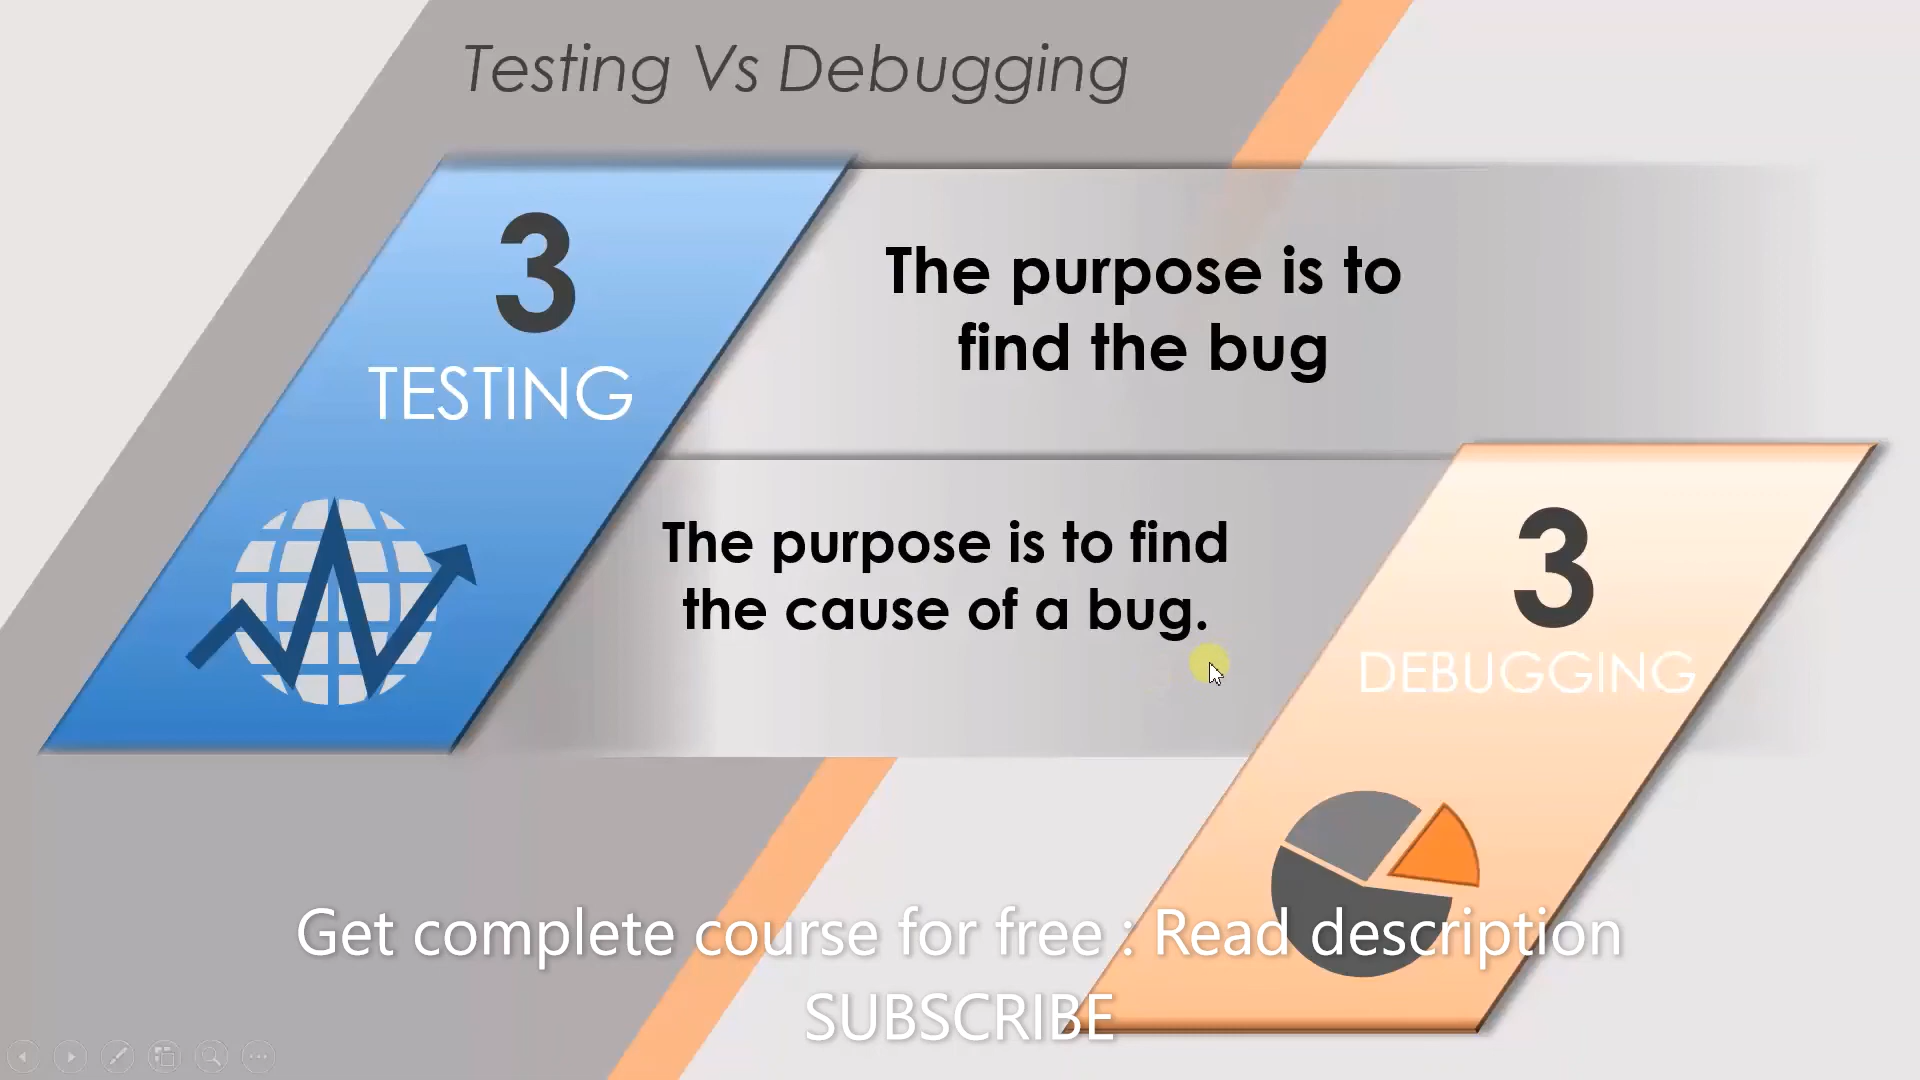 Testing Vs Debugging
3
TESTING
The purpose is to
find the bug
The purpose is to find
the cause of a bug.
3
DEBUGGING
Get complete course for free : Read description
SUBSCRIBE